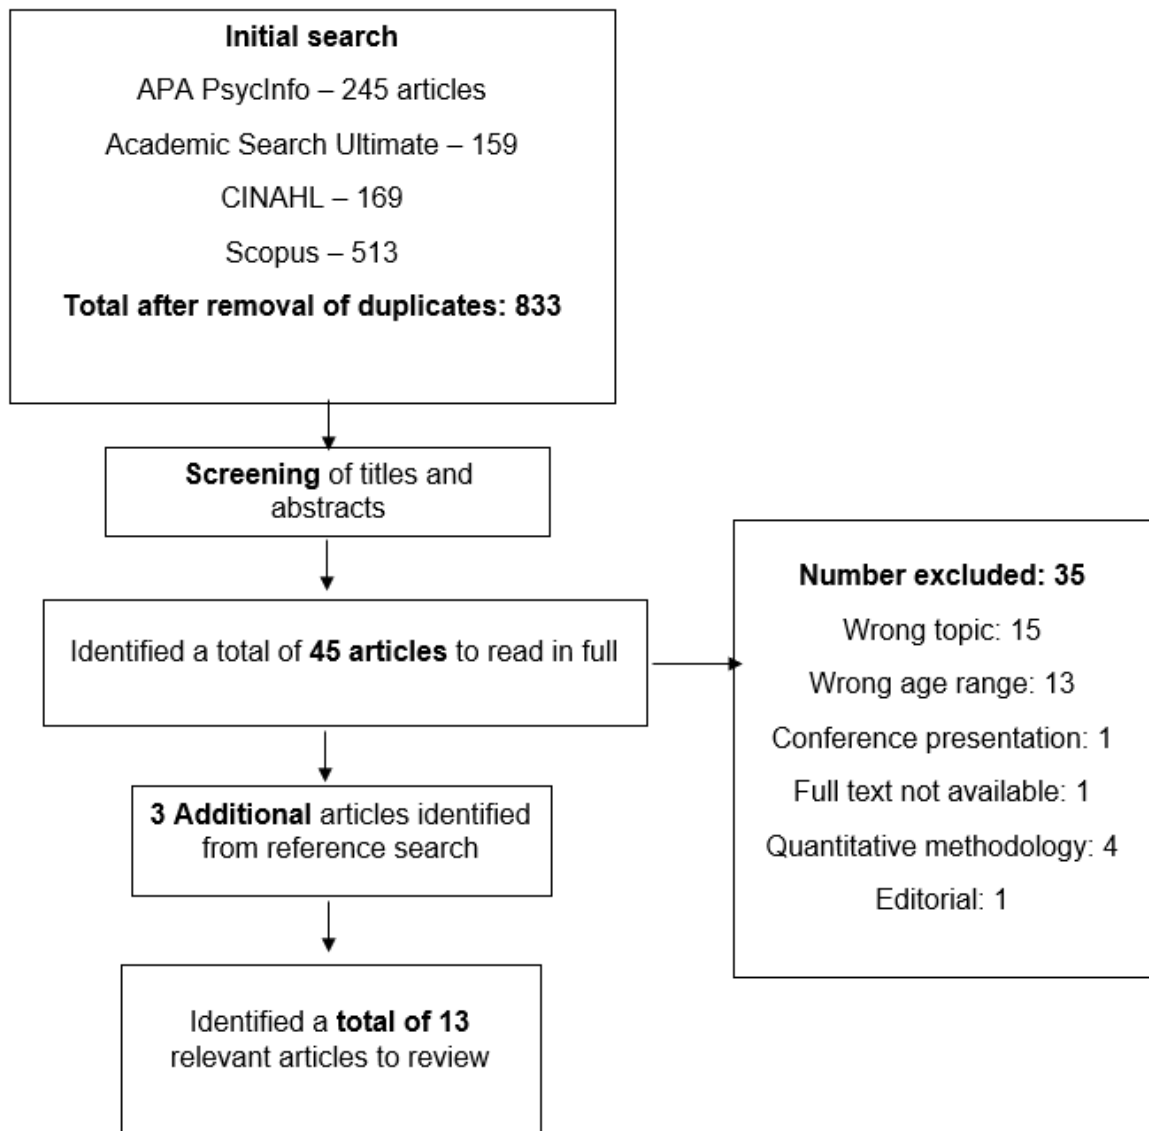 Initial search
APA PsycInfo – 245 articles
Academic Search Ultimate – 159
CINAHL – 169
Scopus – 513
Total after removal of duplicates: 833
Screening of titles and
abstracts
Identified a total of 45 articles to read in full
Number excluded: 35
Wrong topic: 15
Wrong age range: 13
Conference presentation: 1
Full text not available: 1
Quantitative methodology: 4
Editorial: 1
3 Additional articles identified
from reference search
Identified a total of 13
relevant articles to review